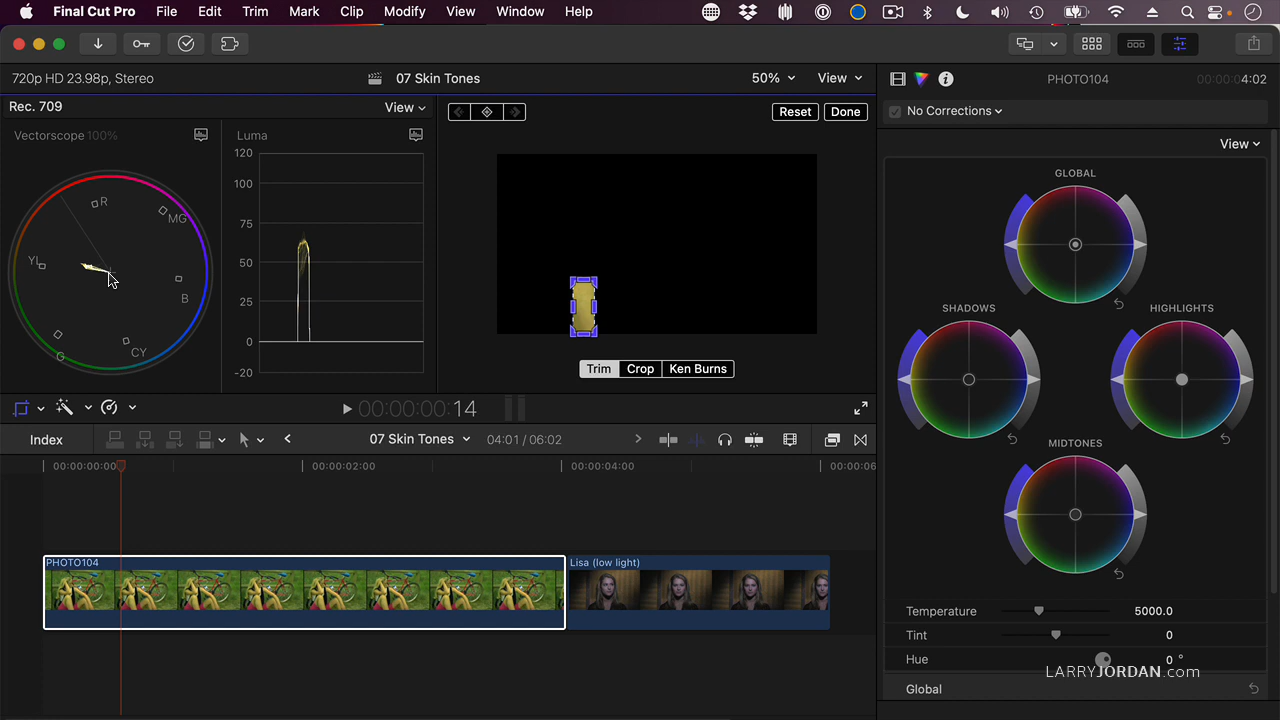 Final Cut Pro File Edit Trim Mark Clip Modify View Window Help
720p HD 23.98p, Stereo 07 Skin Tones 50% View PHOTO104 00:00:04:02
Rec. 709 View Reset Done No Corrections
Vectorscope 100% Luma View
120
100
75
50
25
0
-20
R
MG
YL
B
G
CY
GLOBAL
SHADOWS HIGHLIGHTS
MIDTONES
Trim Crop Ken Burns
00:00:00:14
Index 07 Skin Tones 04:01 / 06:02
00:00:00:00 00:00:02:00 00:00:04:00 00:00:06
PHOTO104 Lisa (low light)
Temperature 5000.0
Tint 0
Hue 0 °
LARRYJORDAN.com
Global